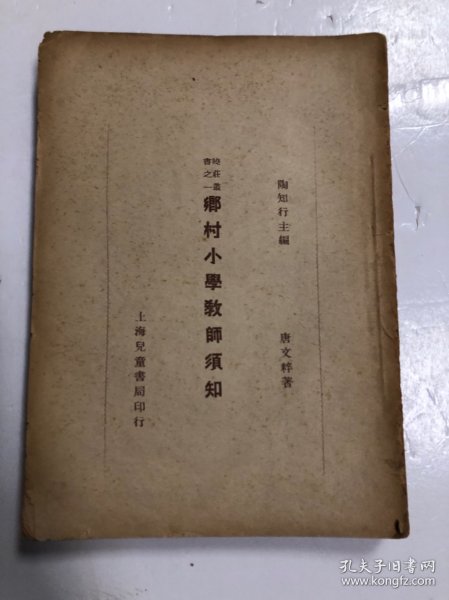 陶知行主編
唐文粹著
曉莊叢
書之一
鄉村小學教師須知
上海兒童書局印行
孔夫子旧书网
www.kongfz.com